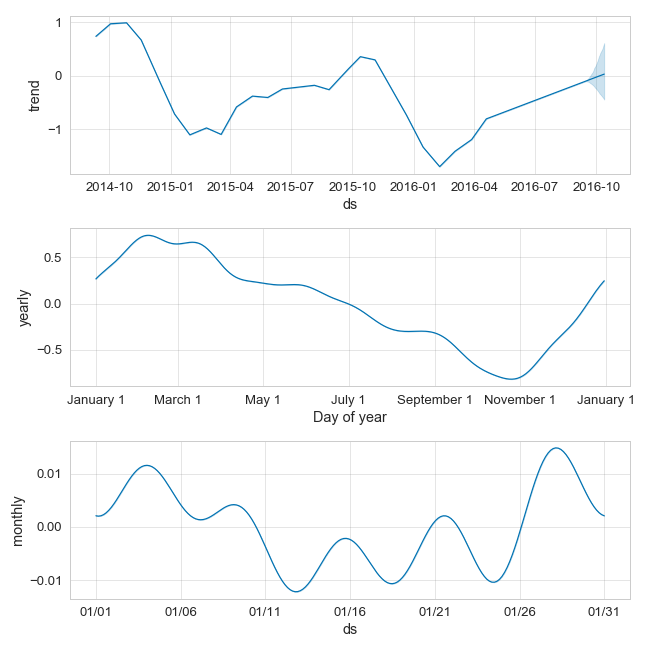 1
0
−1
trend
2014-10 2015-01 2015-04 2015-07 2015-10 2016-01 2016-04 2016-07 2016-10
ds
0.5
0.0
−0.5
yearly
January 1 March 1 May 1 July 1 September 1 November 1 January 1
Day of year
0.01
0.00
−0.01
monthly
01/01 01/06 01/11 01/16 01/21 01/26 01/31
ds